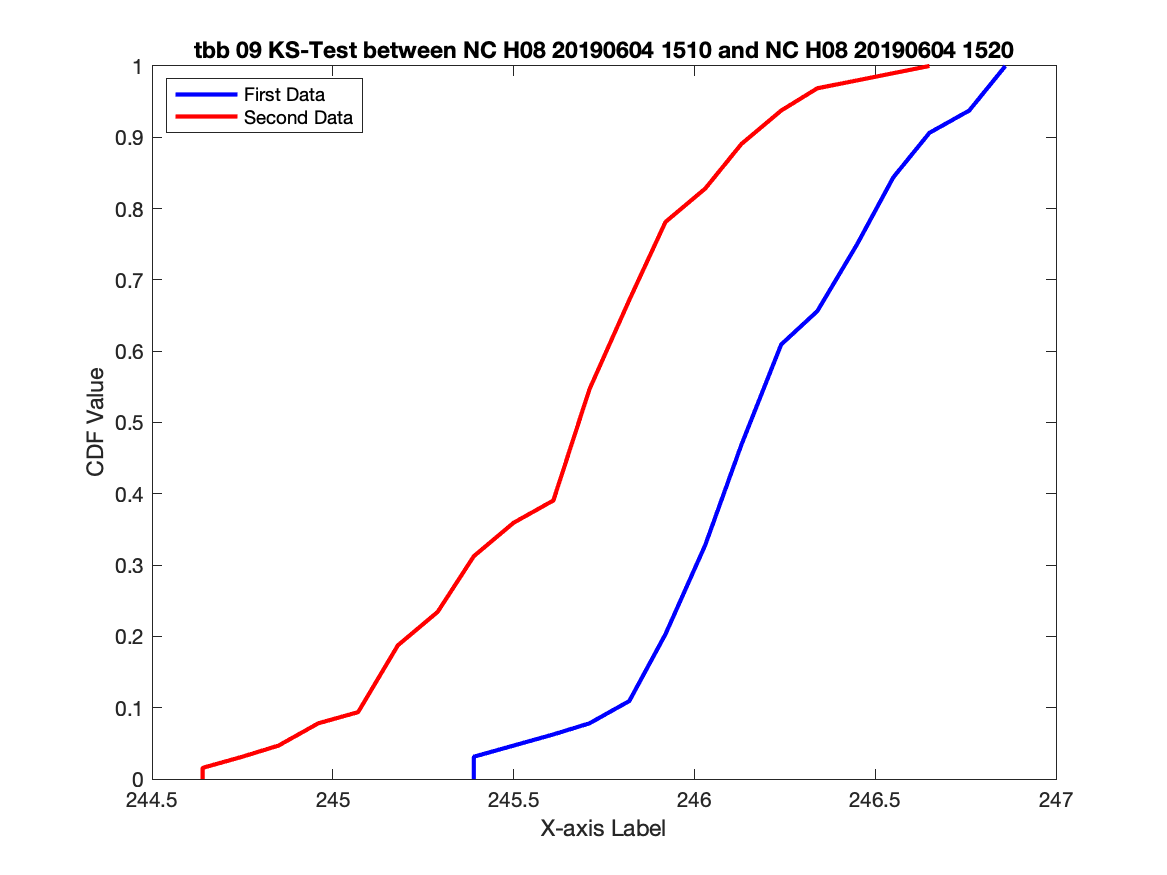 tbb 09 KS-Test between NC H08 20190604 1510 and NC H08 20190604 1520
First Data
Second Data
1
0.9
0.8
0.7
0.6
0.5
0.4
0.3
0.2
0.1
0
CDF Value
244.5 245 245.5 246 246.5 247
X-axis Label